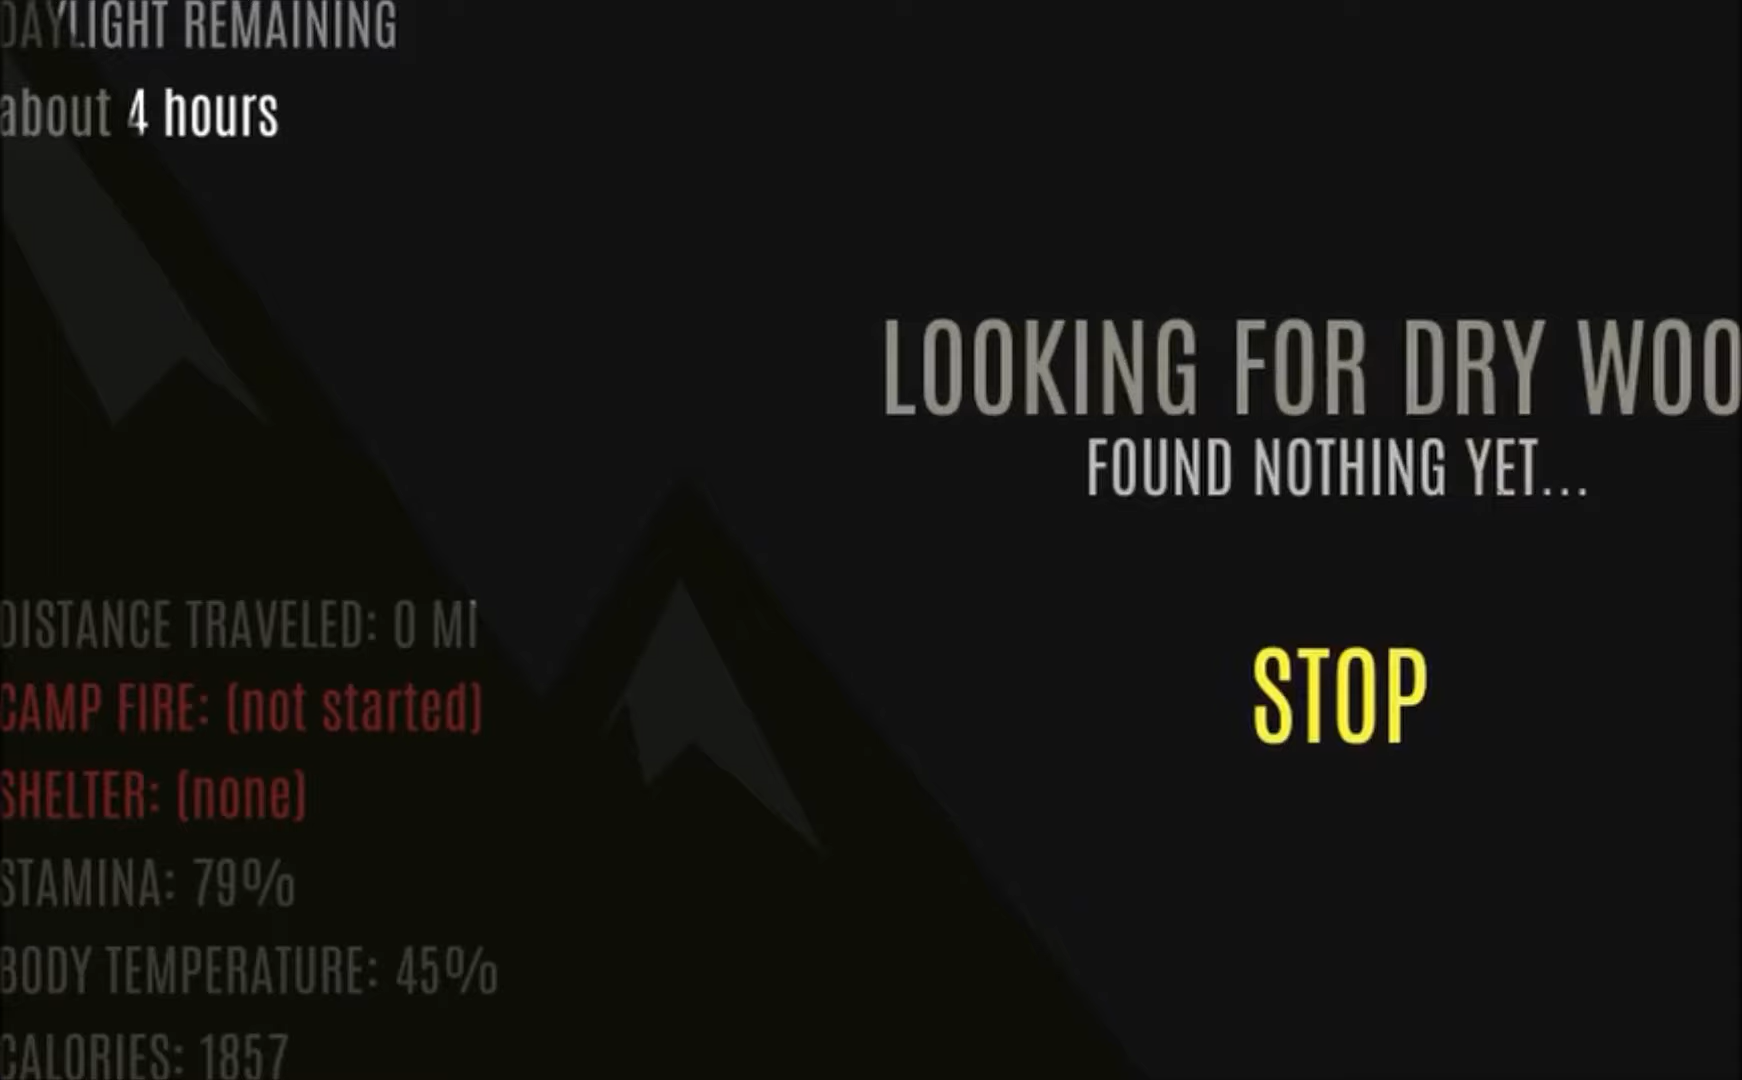 DAYLIGHT REMAINING
about 4 hours
LOOKING FOR DRY WOO
FOUND NOTHING YET...
STOP
DISTANCE TRAVELED: 0 MI
CAMP FIRE: (not started)
SHELTER: (none)
STAMINA: 79%
BODY TEMPERATURE: 45%
CALORIES: 1857